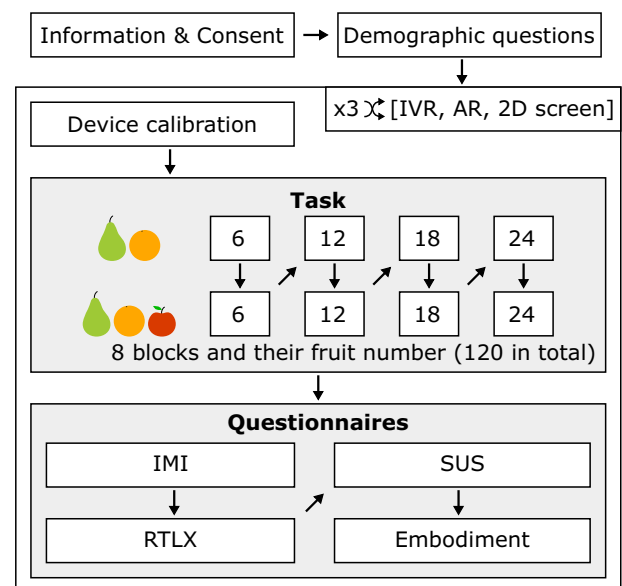 Information & Consent
Demographic questions
x3 [IVR, AR, 2D screen]
Device calibration
Task
6 12 18 24
6 12 18 24
8 blocks and their fruit number (120 in total)
Questionnaires
IMI SUS
RTLX Embodiment